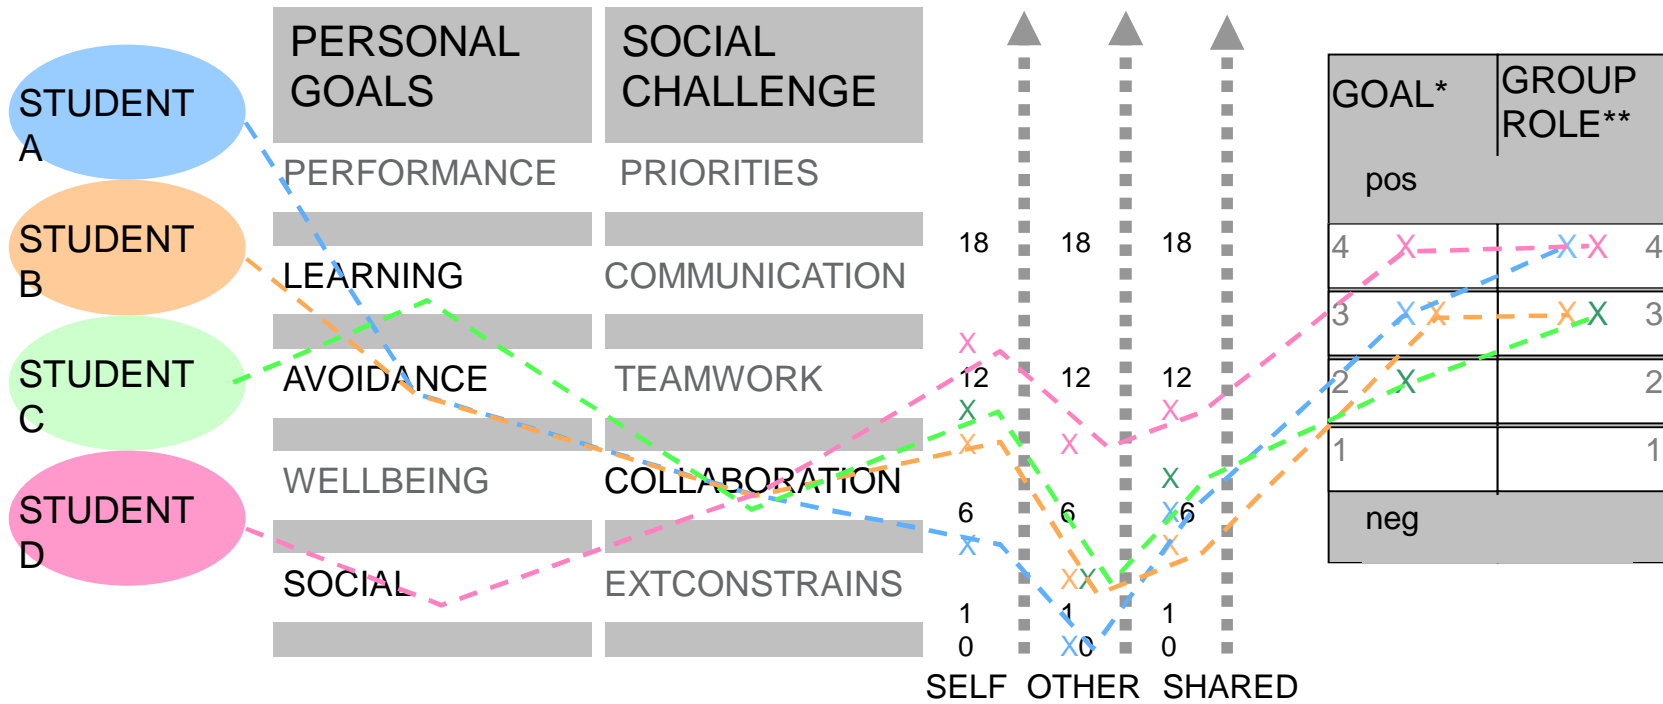 STUDENT
A
STUDENT
B
STUDENT
C
STUDENT
D
PERSONAL
GOALS
PERFORMANCE
LEARNING
AVOIDANCE
WELLBEING
SOCIAL
SOCIAL
CHALLENGE
PRIORITIES
COMMUNICATION
TEAMWORK
COLLABORATION
EXTCONSTRAINS
18 18 18
X
12 12 12
X X
X X
X
6 6 X6
X X
X X
1 1 1
0 X0 0
SELF OTHER SHARED
GOAL* GROUP
ROLE**
pos
4 X X X 4
3 X X X X 3
2 X 2
1 1
neg